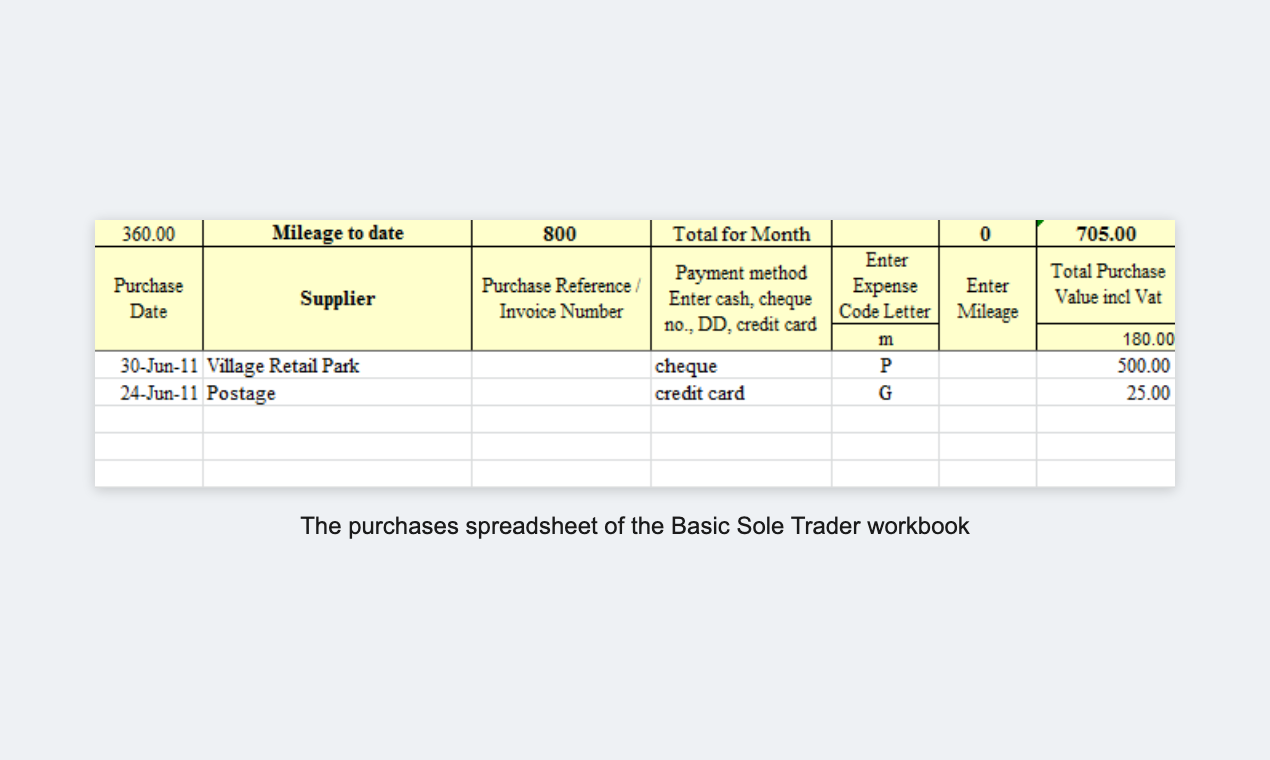 360.00 Mileage to date 800 Total for Month 0 705.00
Purchase Date Supplier Purchase Reference / Invoice Number Payment method Enter cash, cheque no., DD, credit card Enter Expense Code Letter Enter Mileage Total Purchase Value incl Vat
m 180.00
30-Jun-11 Village Retail Park cheque P 500.00
24-Jun-11 Postage credit card G 25.00
The purchases spreadsheet of the Basic Sole Trader workbook